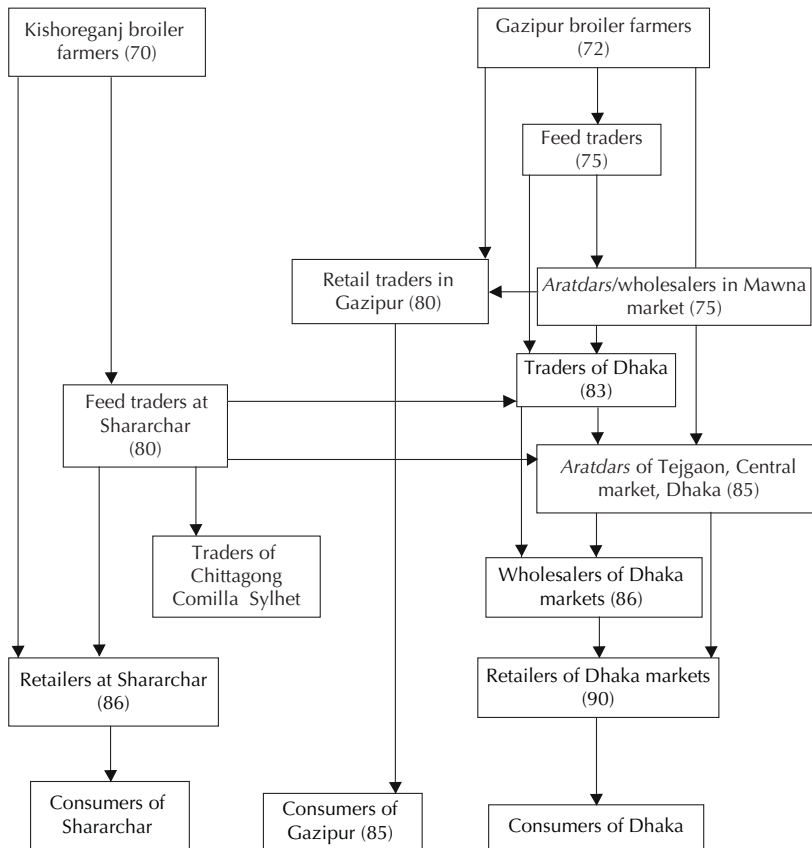 Kishoreganj broiler
farmers (70)
Gazipur broiler farmers
(72)
Feed traders
(75)
Retail traders in
Gazipur (80)
Aratdars/wholesalers in Mawna
market (75)
Traders of Dhaka
(83)
Feed traders at
Shararchar
(80)
Aratdars of Tejgaon, Central
market, Dhaka (85)
Traders of
Chittagong
Comilla Sylhet
Wholesalers of Dhaka
markets (86)
Retailers at Shararchar
(86)
Retailers of Dhaka markets
(90)
Consumers of
Shararchar
Consumers of
Gazipur (85)
Consumers of Dhaka